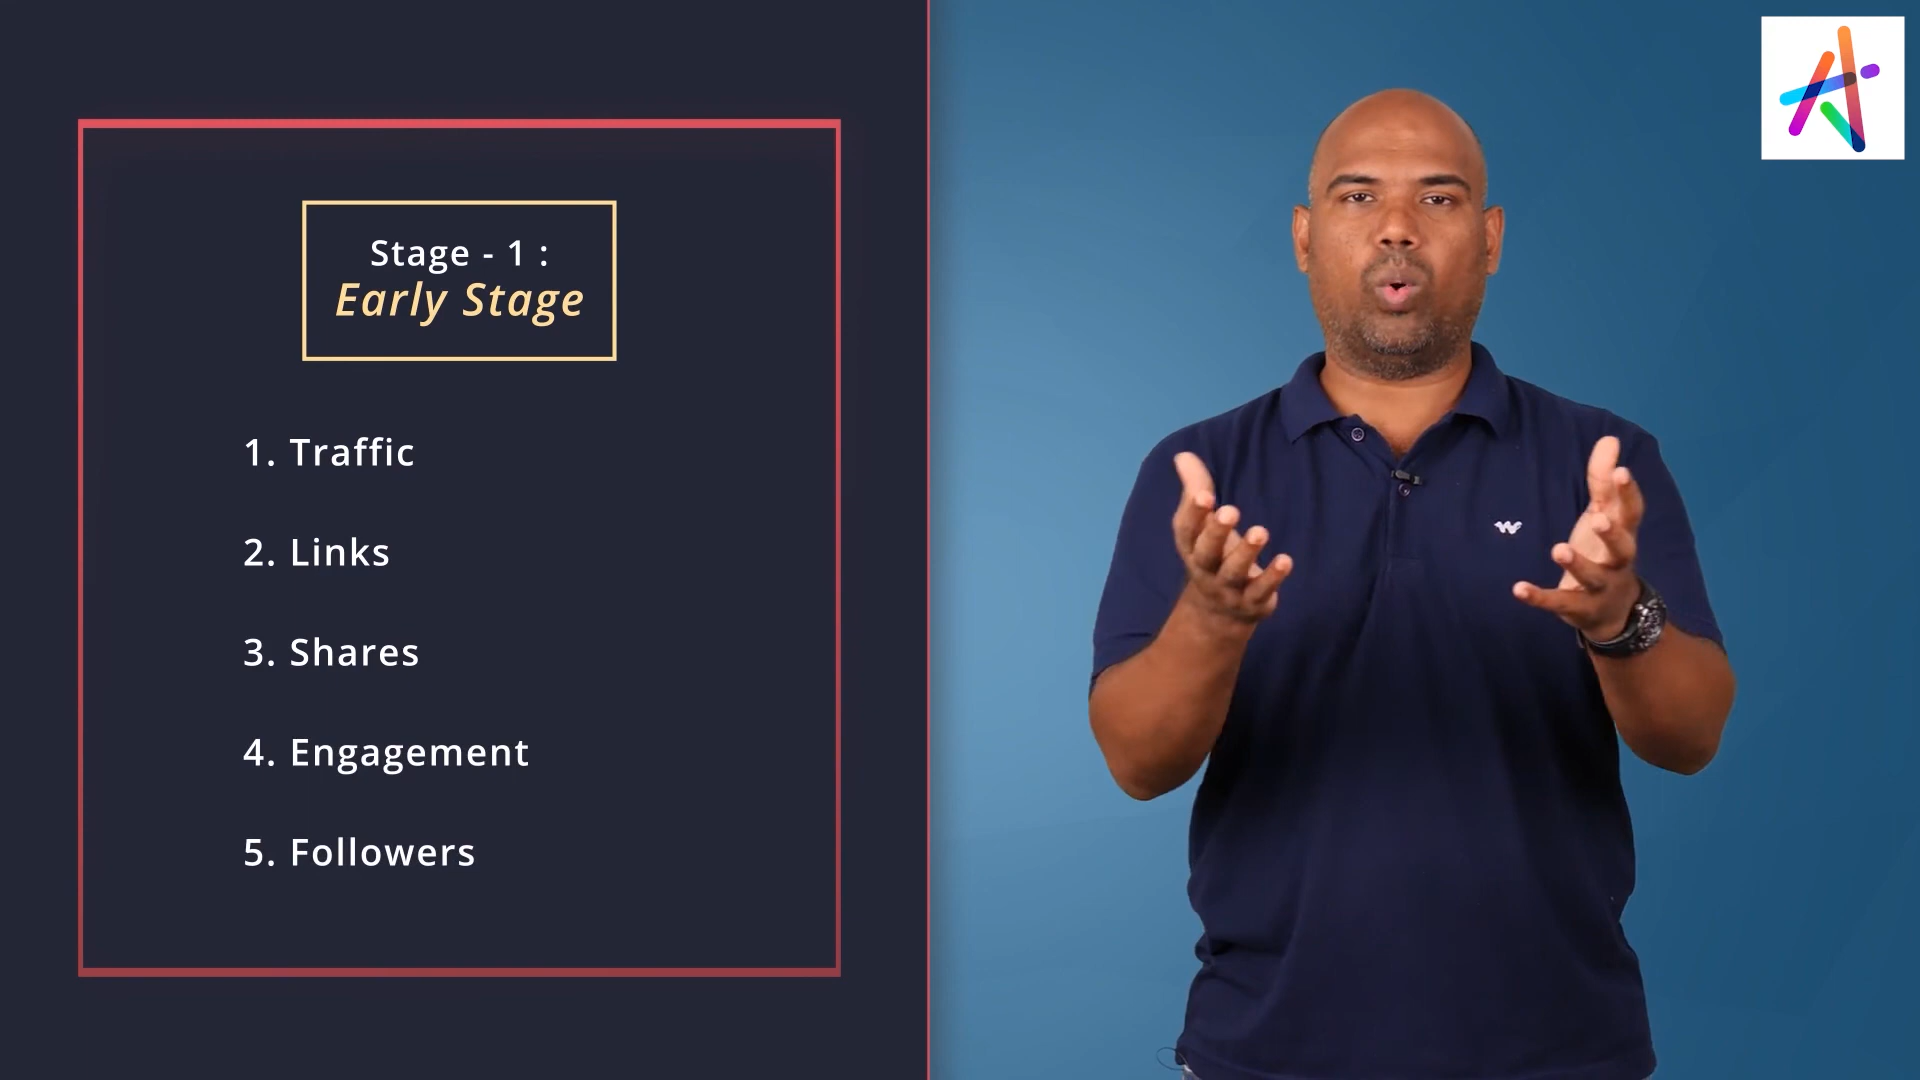 Stage - 1 :
Early Stage
1. Traffic
2. Links
3. Shares
4. Engagement
5. Followers